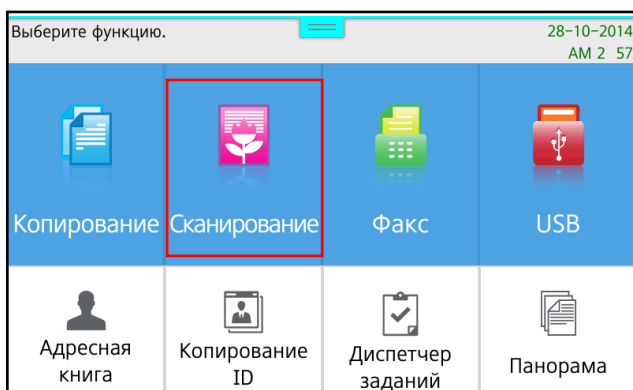 Выберите функцию.
28-10-2014
AM 2 57
Копирование
Сканирование
Факс
USB
Адресная
книга
Копирование
ID
Диспетчер
заданий
Панорама